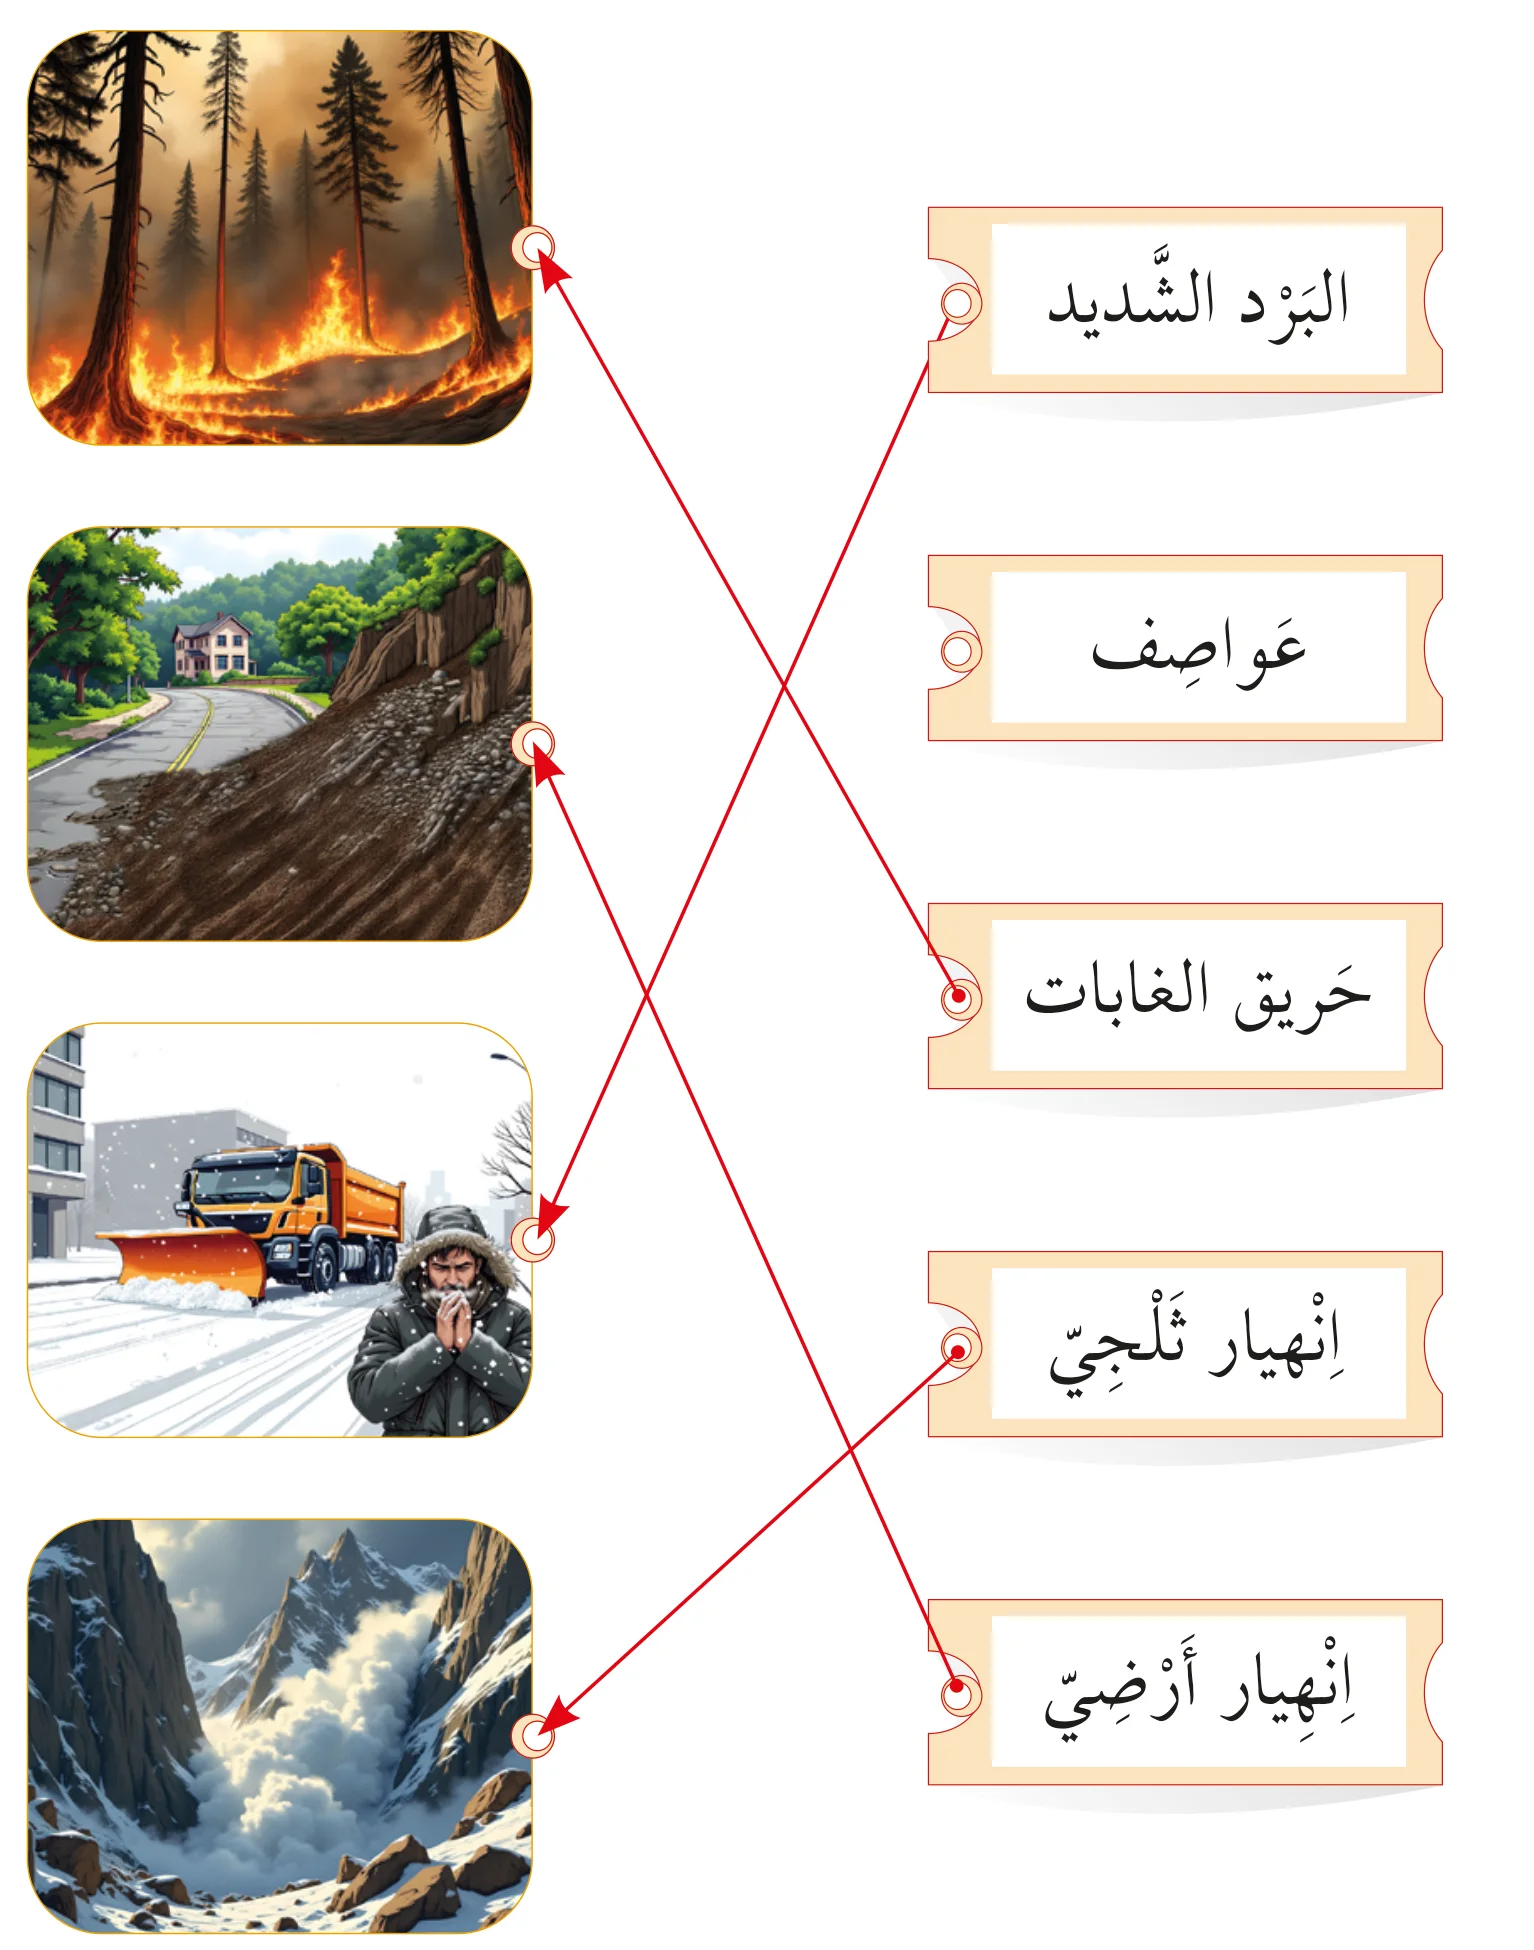 البَرْد الشَّديد
عَواصِف
حَريق الغابات
اِنْهيار ثَلْجِيّ
اِنْهِيار أَرْضِيّ